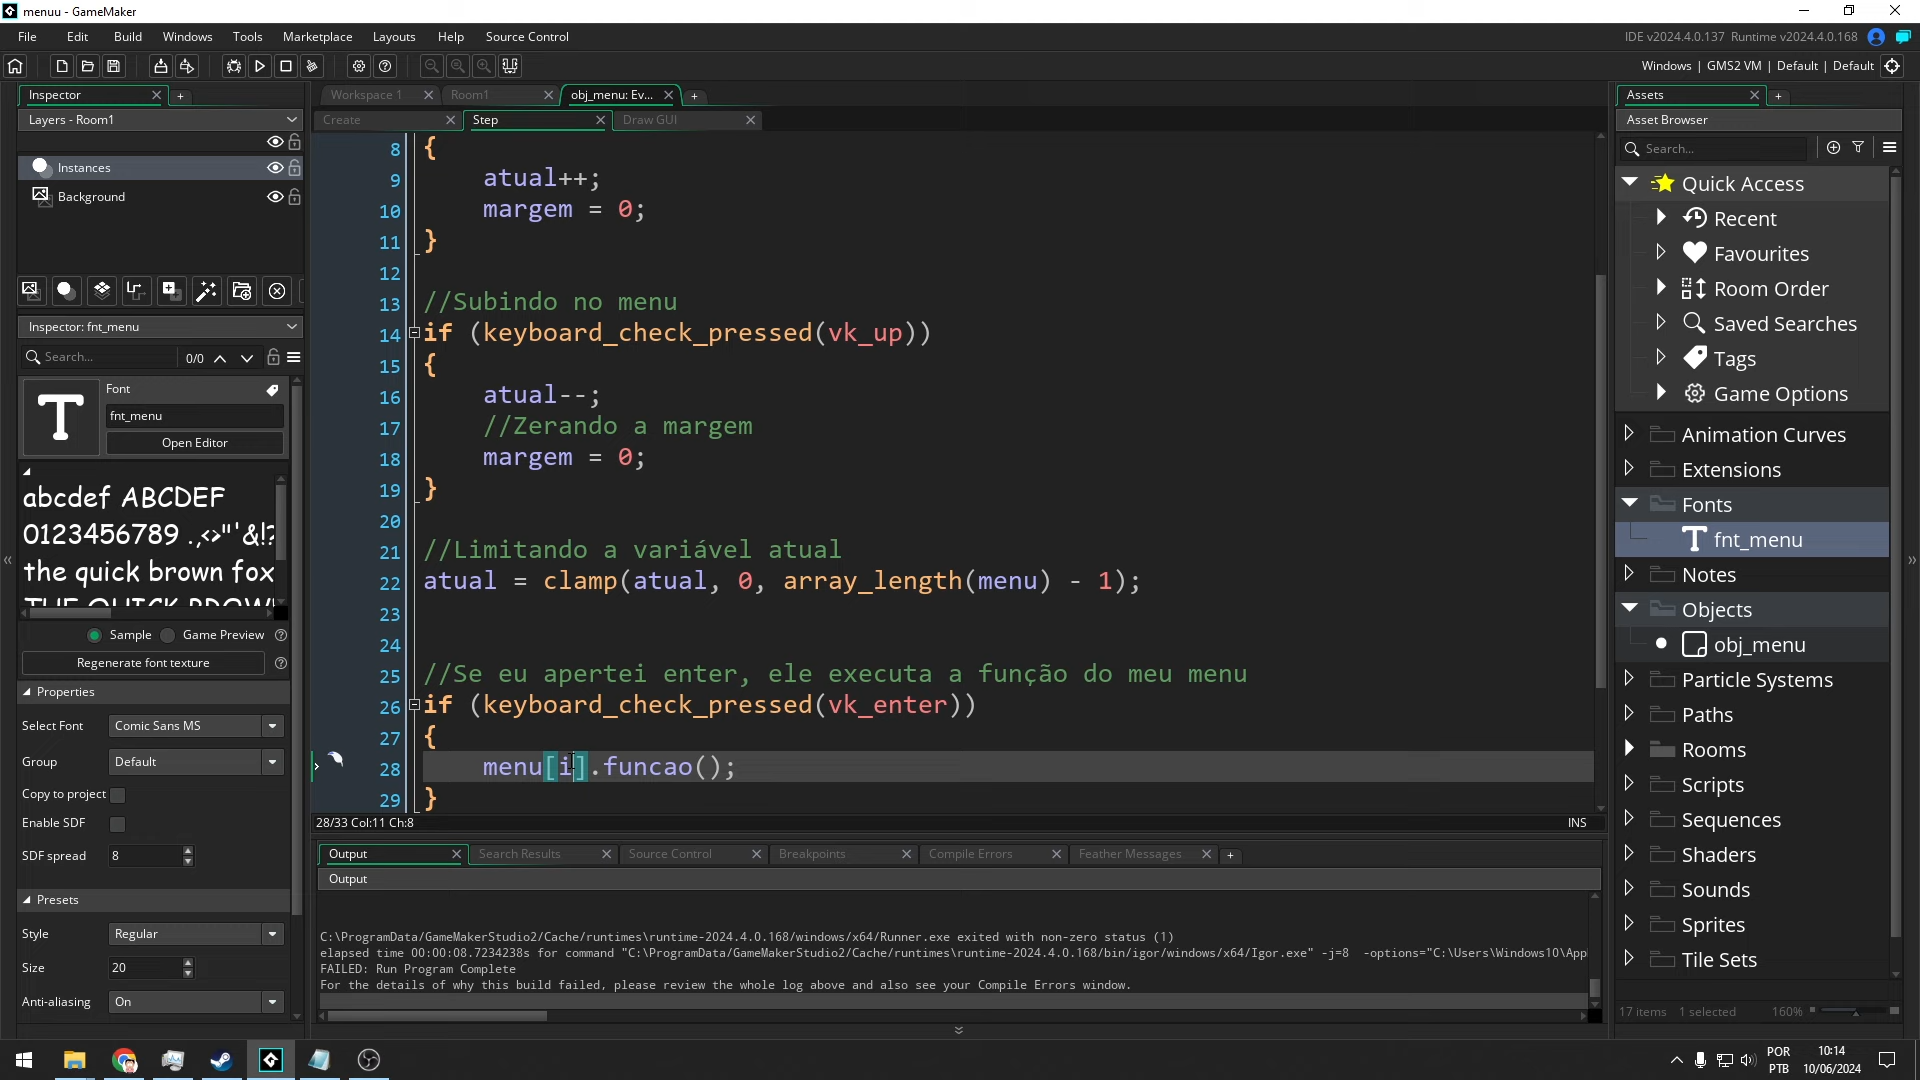 menuu - GameMaker
File Edit Build Windows Tools Marketplace Layouts Help Source Control
IDE v2024.4.0.137 Runtime v2024.4.0.168
Windows | GMS2 VM | Default | Default
Inspector
Layers - Room1
Instances
Background
Inspector: fnt_menu
Search... 0/0
Font
fnt_menu
Open Editor
abcdef ABCDEF
0123456789 .,<>"'&!?
the quick brown fox
THE QUICK BROWN
Sample Game Preview
Regenerate font texture
Properties
Select Font Comic Sans MS
Group Default
Copy to project
Enable SDF
SDF spread 8
Presets
Style Regular
Size 20
Anti-aliasing On
Workspace 1 Room1 obj_menu: Ev...
Create Step Draw GUI
8 {
9 atual++;
10 margem = 0;
11 }
12
13 //Subindo no menu
14 if (keyboard_check_pressed(vk_up))
15 {
16 atual--;
17 //Zerando a margem
18 margem = 0;
19 }
20
21 //Limitando a variável atual
22 atual = clamp(atual, 0, array_length(menu) - 1);
23
24
25 //Se eu apertei enter, ele executa a função do meu menu
26 if (keyboard_check_pressed(vk_enter))
27 {
28 menu[i].funcao();
29 }
28/33 Col:11 Ch:8 INS
Output Search Results Source Control Breakpoints Compile Errors Feather Messages
Output
C:\ProgramData/GameMakerStudio2/Cache/runtimes\runtime-2024.4.0.168/windows/x64/Runner.exe exited with non-zero status (1)
elapsed time 00:00:08.7234238s for command "C:\ProgramData/GameMakerStudio2/Cache/runtimes\runtime-2024.4.0.168/bin/igor/windows/x64/Igor.exe" -j=8 -options="C:\Users\Windows10\App
FAILED: Run Program Complete
For the details of why this build failed, please review the whole log above and also see your Compile Errors window.
Assets
Asset Browser
Search...
Quick Access
Recent
Favourites
Room Order
Saved Searches
Tags
Game Options
Animation Curves
Extensions
Fonts
fnt_menu
Notes
Objects
obj_menu
Particle Systems
Paths
Rooms
Scripts
Sequences
Shaders
Sounds
Sprites
Tile Sets
17 items 1 selected 160%
POR
PTB
10:14
10/06/2024